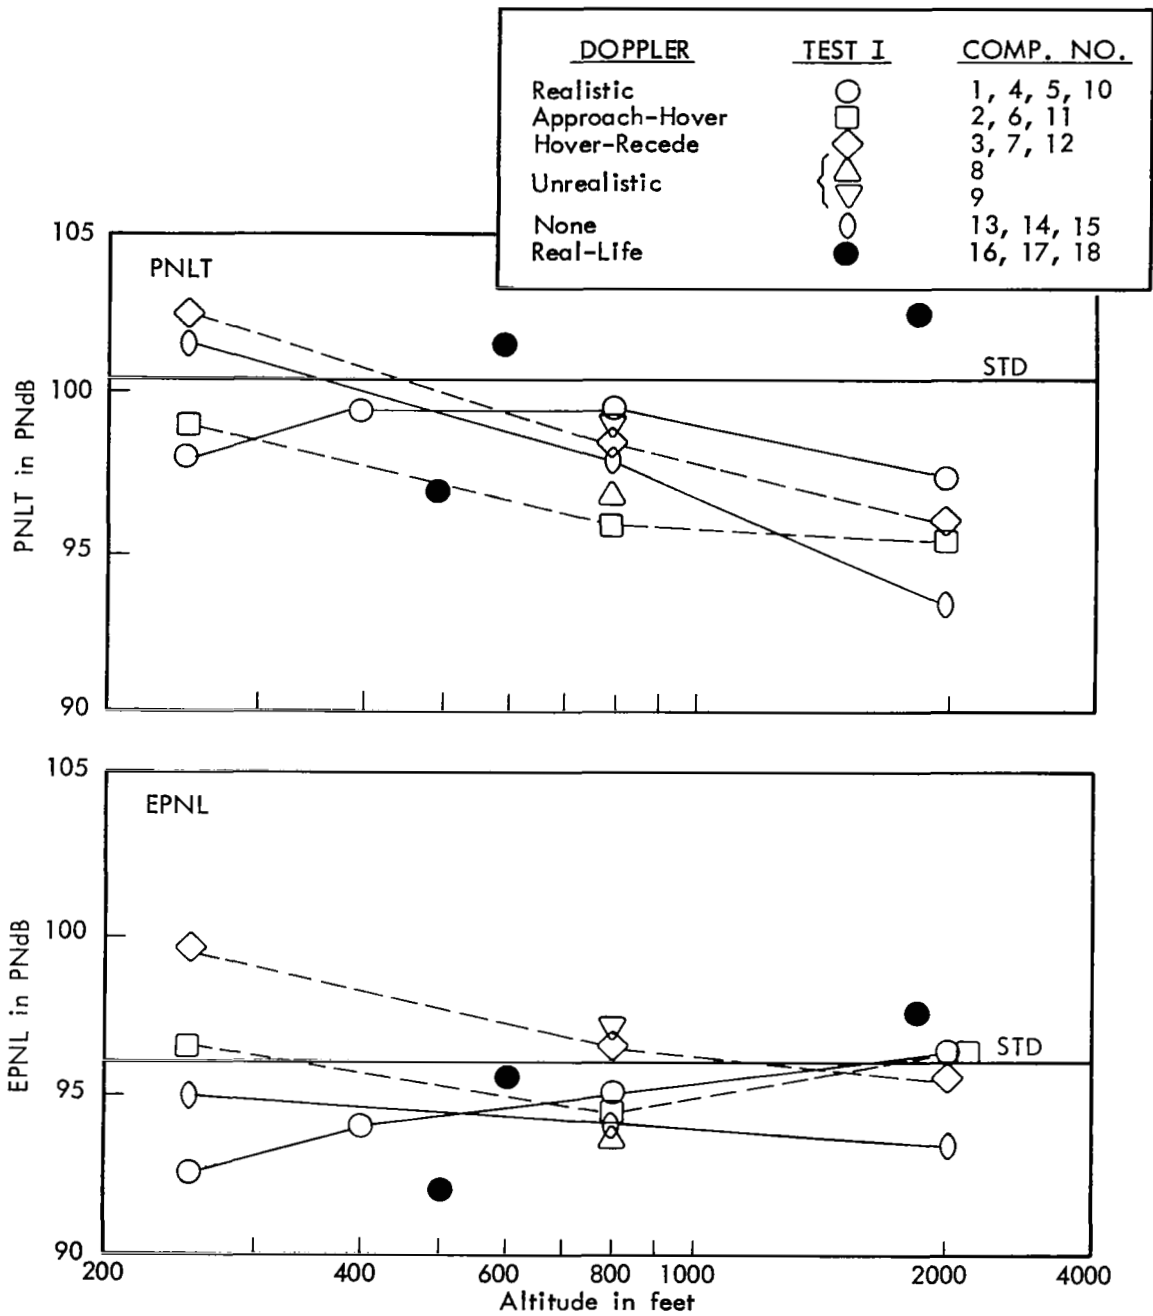 DOPPLER TEST I COMP. NO.
Realistic 1, 4, 5, 10
Approach-Hover 2, 6, 11
Hover-Recede 3, 7, 12
Unrealistic 8
9
None 13, 14, 15
Real-Life 16, 17, 18
105
PNLT
STD
100
PNLT in PNdB
95
90
105
EPNL
100
EPNL in PNdB
STD
95
90
200 400 600 800 1000 2000 4000
Altitude in feet